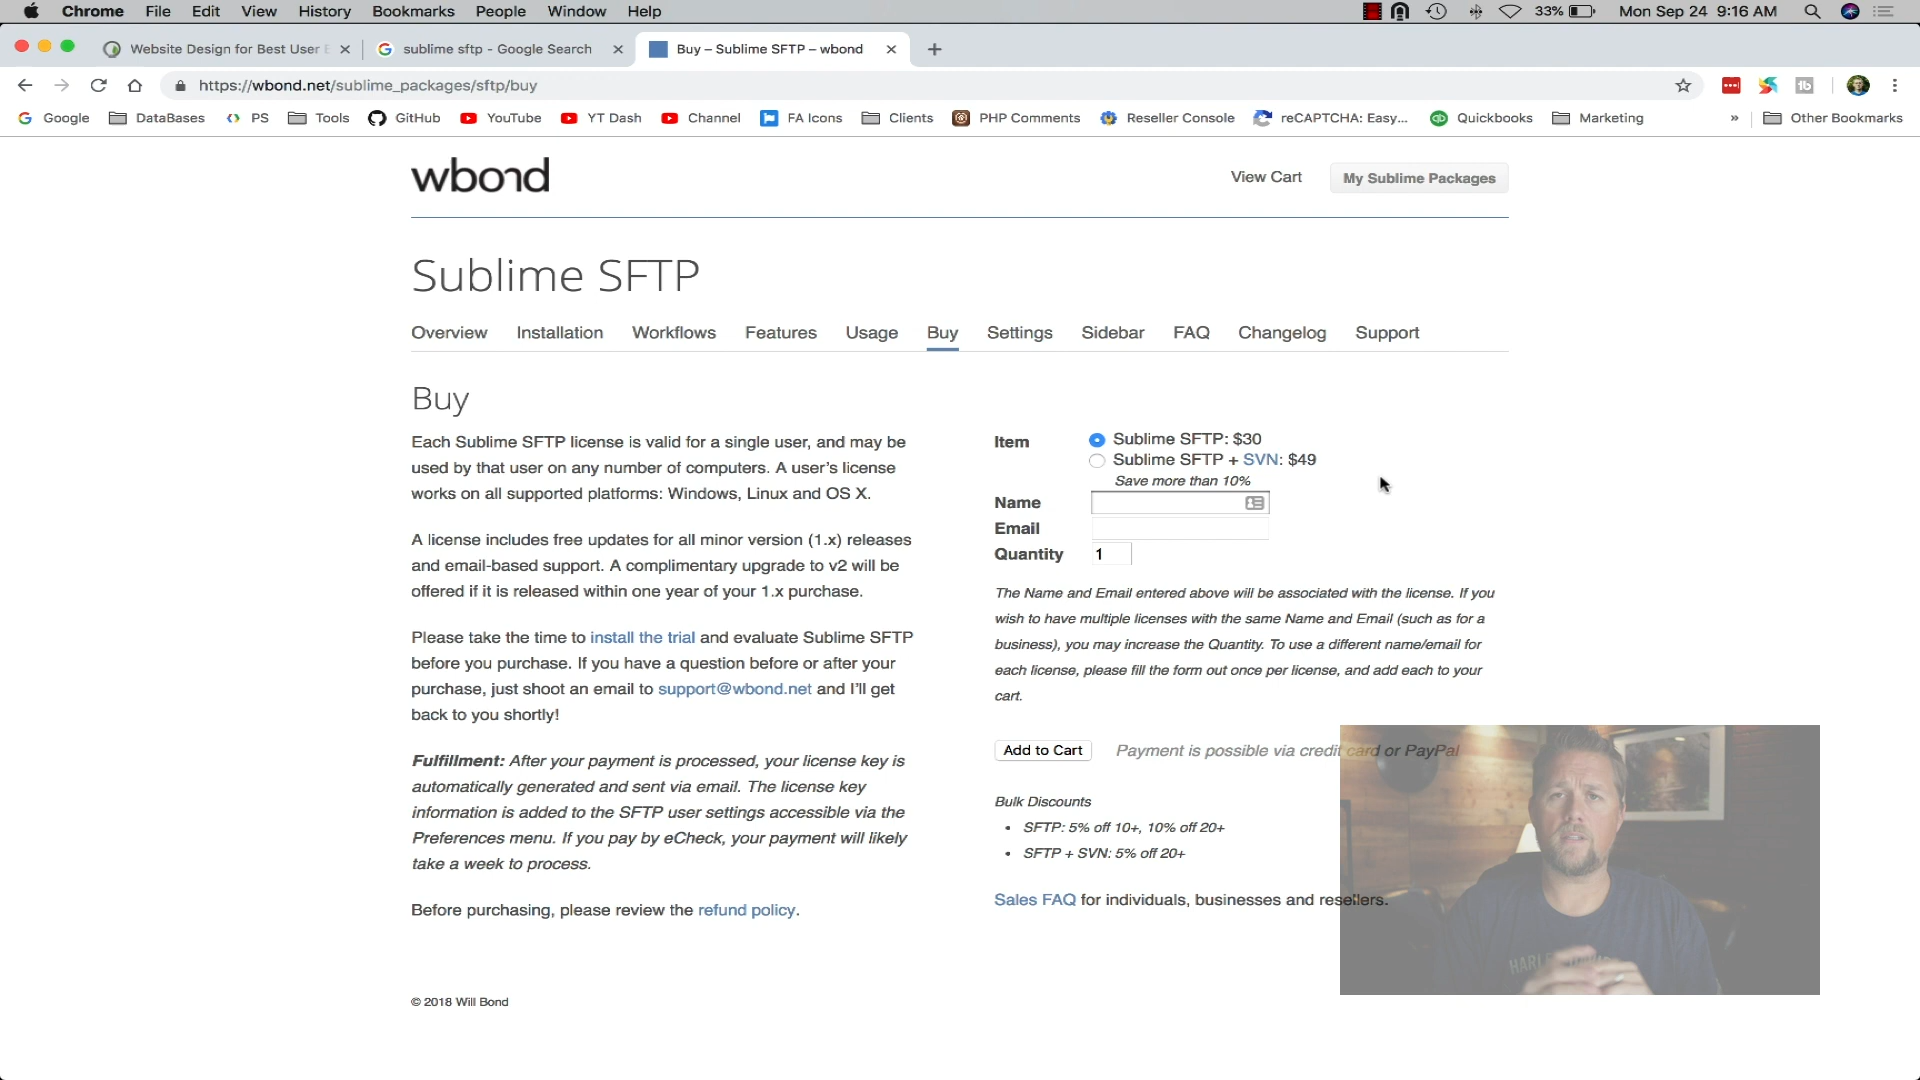 Chrome File Edit View History Bookmarks People Window Help 33% Mon Sep 24 9:16 AM
Website Design for Best User sublime sftp - Google Search Buy – Sublime SFTP – wbond
https://wbond.net/sublime_packages/sftp/buy
Google DataBases PS Tools GitHub YouTube YT Dash Channel FA Icons Clients PHP Comments Reseller Console reCAPTCHA: Easy... Quickbooks Marketing » Other Bookmarks
wbond View Cart My Sublime Packages
Sublime SFTP
Overview Installation Workflows Features Usage Buy Settings Sidebar FAQ Changelog Support
Buy
Each Sublime SFTP license is valid for a single user, and may be
used by that user on any number of computers. A user's license
works on all supported platforms: Windows, Linux and OS X.
A license includes free updates for all minor version (1.x) releases
and email-based support. A complimentary upgrade to v2 will be
offered if it is released within one year of your 1.x purchase.
Please take the time to install the trial and evaluate Sublime SFTP
before you purchase. If you have a question before or after your
purchase, just shoot an email to support@wbond.net and I'll get
back to you shortly!
Fulfillment: After your payment is processed, your license key is
automatically generated and sent via email. The license key
information is added to the SFTP user settings accessible via the
Preferences menu. If you pay by eCheck, your payment will likely
take a week to process.
Before purchasing, please review the refund policy.
Item Sublime SFTP: $30
Sublime SFTP + SVN: $49
Save more than 10%
Name
Email
Quantity 1
The Name and Email entered above will be associated with the license. If you
wish to have multiple licenses with the same Name and Email (such as for a
business), you may increase the Quantity. To use a different name/email for
each license, please fill the form out once per license, and add each to your
cart.
Add to Cart Payment is possible via credit card or PayPal
Bulk Discounts
• SFTP: 5% off 10+, 10% off 20+
• SFTP + SVN: 5% off 20+
Sales FAQ for individuals, businesses and resellers.
© 2018 Will Bond